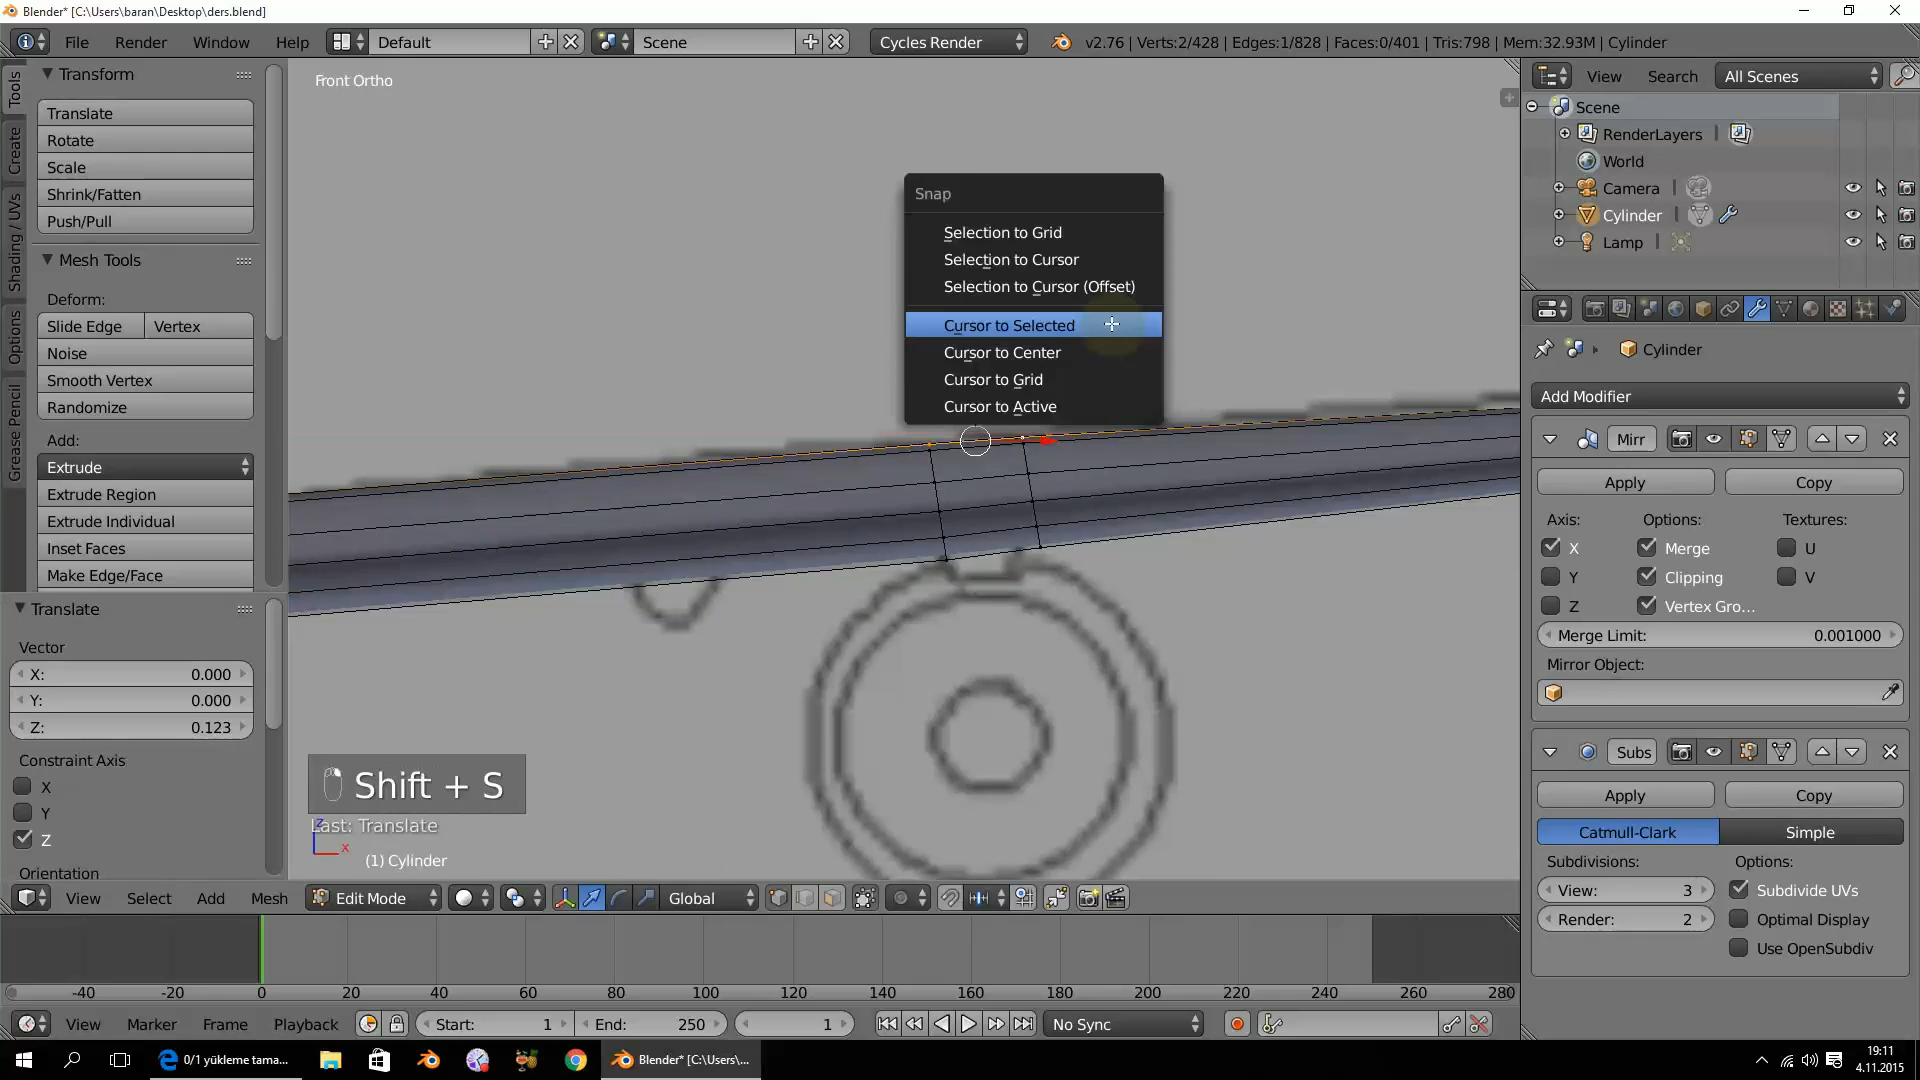 Blender* [C:\Users\baran\Desktop\ders.blend]
File Render Window Help Default Scene Cycles Render v2.76 | Verts:2/428 | Edges:1/828 | Faces:0/401 | Tris:798 | Mem:32.93M | Cylinder
Tools
Create
Shading / UVs
Options
Grease Pencil
Transform
Translate
Rotate
Scale
Shrink/Fatten
Push/Pull
Mesh Tools
Deform:
Slide Edge Vertex
Noise
Smooth Vertex
Randomize
Add:
Extrude
Extrude Region
Extrude Individual
Inset Faces
Make Edge/Face
Translate
Vector
X: 0.000
Y: 0.000
Z: 0.123
Constraint Axis
X
Y
Z
Orientation
Front Ortho
Snap
Selection to Grid
Selection to Cursor
Selection to Cursor (Offset)
Cursor to Selected
Cursor to Center
Cursor to Grid
Cursor to Active
Shift + S
Last: Translate
z
x
(1) Cylinder
View Select Add Mesh Edit Mode Global
-40 -20 0 20 40 60 80 100 120 140 160 180 200 220 240 260 280
View Marker Frame Playback Start: 1 End: 250 1 No Sync
View Search All Scenes
Scene
RenderLayers
World
Camera
Cylinder
Lamp
Cylinder
Add Modifier
Mirr
Apply Copy
Axis: Options: Textures:
X Merge U
Y Clipping V
Z Vertex Gro...
Merge Limit: 0.001000
Mirror Object:
Subs
Apply Copy
Catmull-Clark Simple
Subdivisions: Options:
View: 3 Subdivide UVs
Render: 2 Optimal Display
Use OpenSubdiv
0/1 yükleme tama...
Blender* [C:\Users\...
19:11
4.11.2015